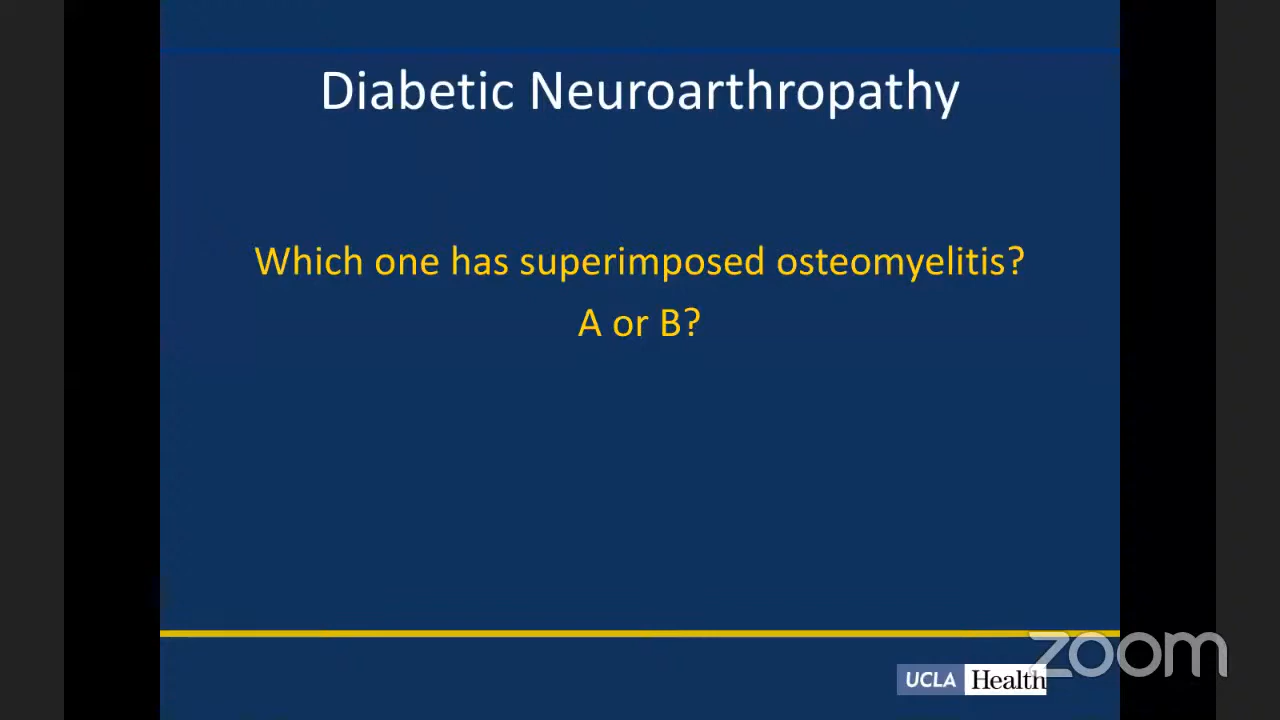 Diabetic Neuroarthropathy
Which one has superimposed osteomyelitis?
A or B?
zoom
UCLA Health